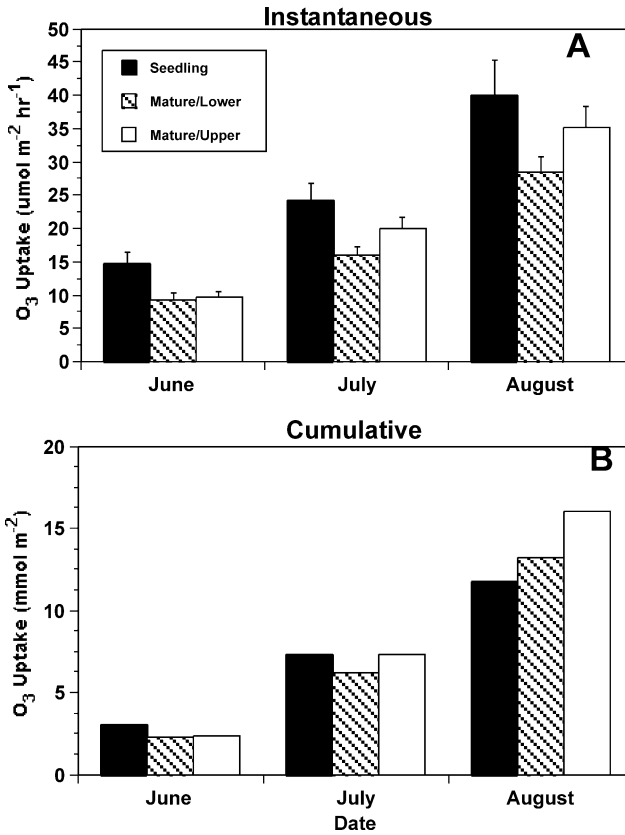 Instantaneous
A
50
45
40
35
30
25
20
15
10
5
0
O3 Uptake (umol m-2 hr-1)
Seedling
Mature/Lower
Mature/Upper
June July August
Cumulative
B
20
15
10
5
0
O3 Uptake (mmol m-2)
June July August
Date